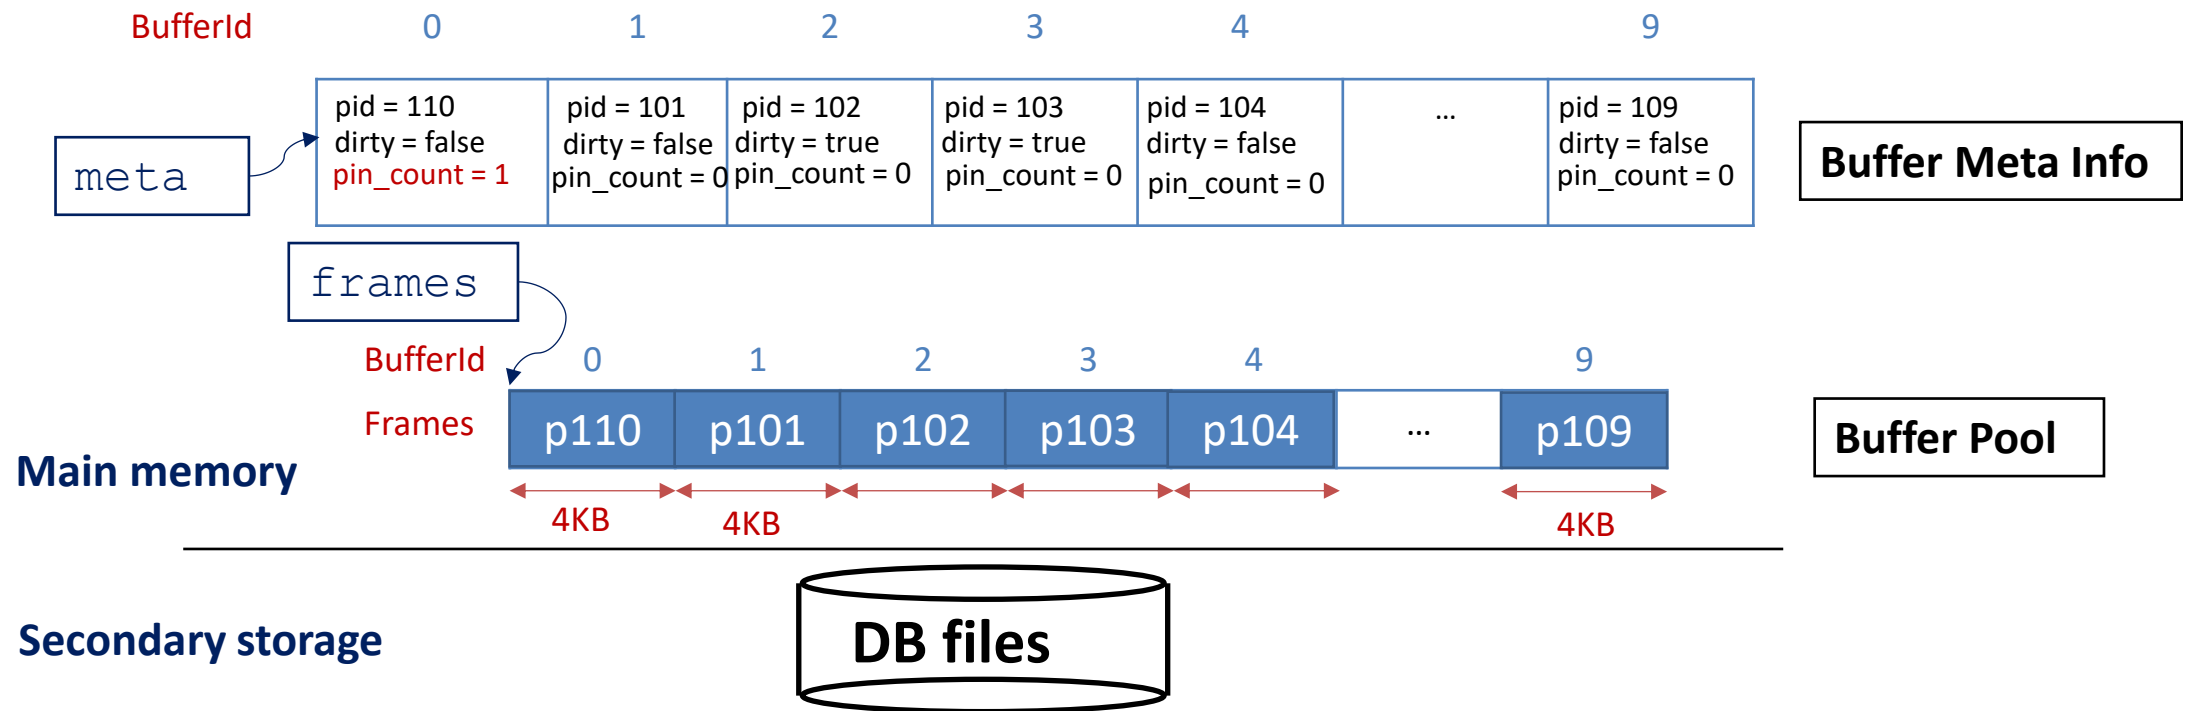 BufferId 0 1 2 3 4 9
pid = 110
dirty = false
pin_count = 1
pid = 101
dirty = false
pin_count = 0
pid = 102
dirty = true
pin_count = 0
pid = 103
dirty = true
pin_count = 0
pid = 104
dirty = false
pin_count = 0
...
pid = 109
dirty = false
pin_count = 0
meta
Buffer Meta Info
frames
BufferId 0 1 2 3 4 9
Frames p110 p101 p102 p103 p104 ... p109
Buffer Pool
Main memory
4KB 4KB 4KB
DB files
Secondary storage